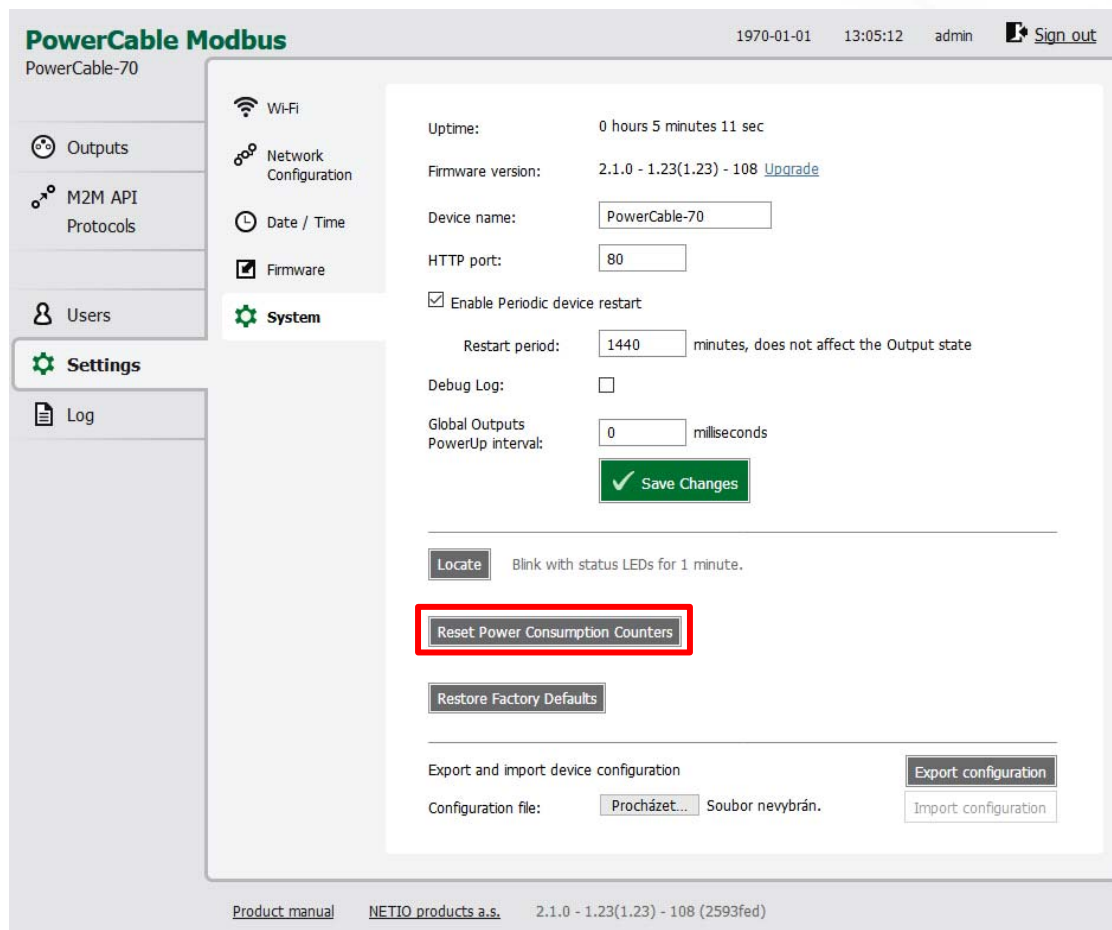 PowerCable Modbus
PowerCable-70
1970-01-01 13:05:12 admin Sign out
Outputs
M2M API
Protocols
Users
Settings
Log
Wi-Fi
Network
Configuration
Date / Time
Firmware
System
Uptime: 0 hours 5 minutes 11 sec
Firmware version: 2.1.0 - 1.23(1.23) - 108 Upgrade
Device name: PowerCable-70
HTTP port: 80
Enable Periodic device restart
Restart period: 1440 minutes, does not affect the Output state
Debug Log:
Global Outputs
PowerUp interval: 0 milliseconds
Save Changes
Locate Blink with status LEDs for 1 minute.
Reset Power Consumption Counters
Restore Factory Defaults
Export and import device configuration Export configuration
Configuration file: Procházet... Soubor nevybrán. Import configuration
Product manual NETIO products a.s. 2.1.0 - 1.23(1.23) - 108 (2593fed)